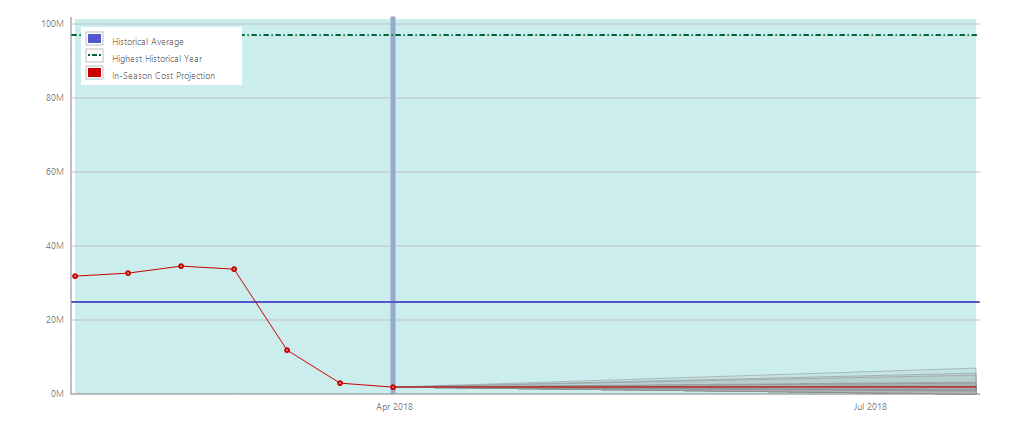 100M
Historical Average
Highest Historical Year
In-Season Cost Projection
80M
60M
40M
20M
0M
Apr 2018
Jul 2018